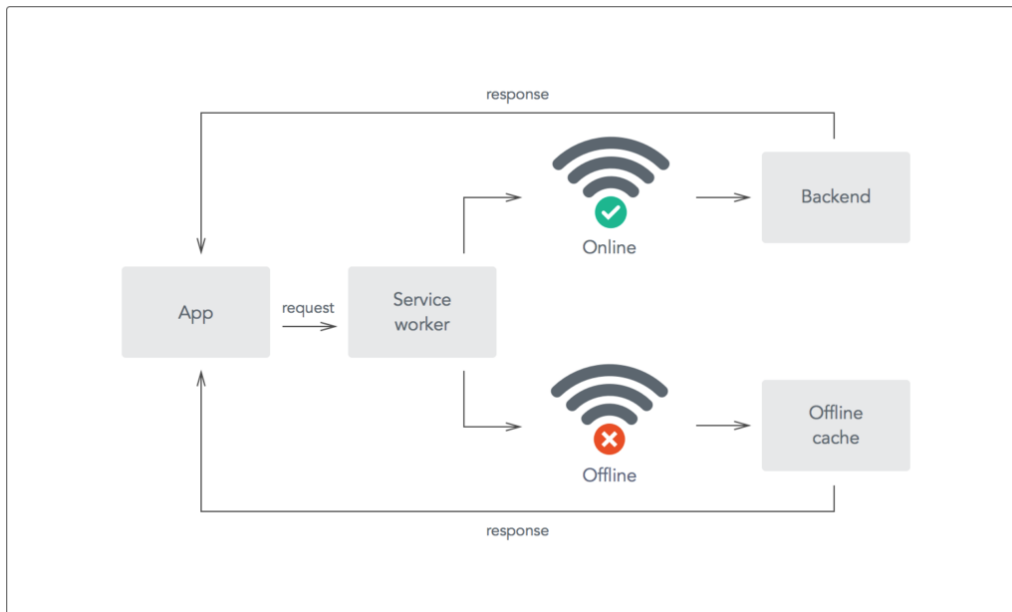 response
Backend
Online
App
request
Service
worker
Offline
cache
Offline
response